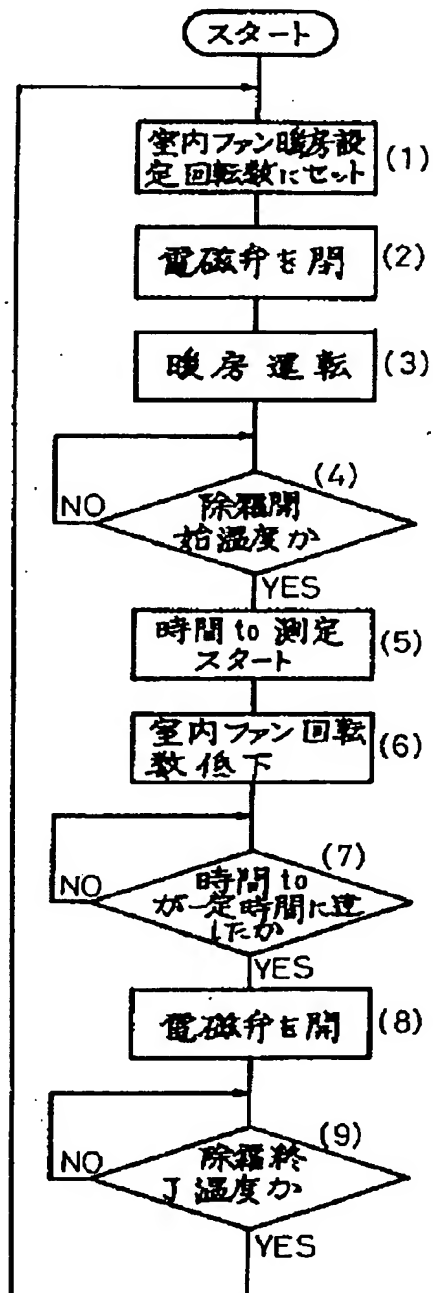 スタート
室内ファン暖房設
定回転数にセット
(1)
電磁弁を閉
(2)
暖房運転
(3)
(4)
除霜開
始温度か
NO
YES
時間to測定
スタート
(5)
室内ファン回転
数低下
(6)
(7)
時間to
が一定時間に達
したか
NO
YES
電磁弁を開
(8)
(9)
除霜終
了温度か
NO
YES